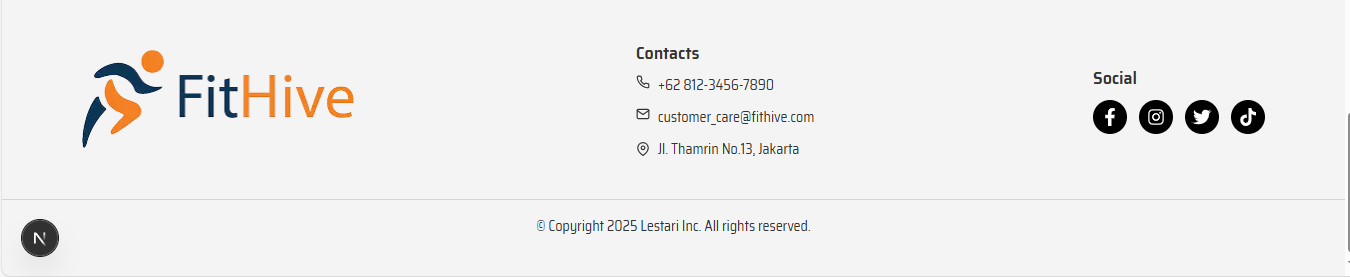 FitHive
Contacts
+62 812-3456-7890
customer_care@fithive.com
Jl. Thamrin No.13, Jakarta
Social
© Copyright 2025 Lestari Inc. All rights reserved.
N